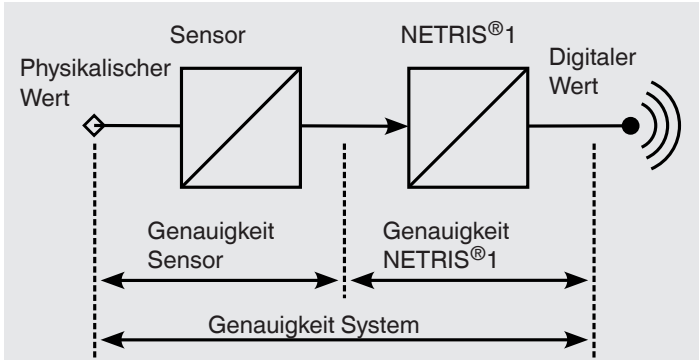 Sensor
NETRIS®1
Physikalischer
Wert
Digitaler
Wert
Genauigkeit
Sensor
Genauigkeit
NETRIS®1
Genauigkeit System